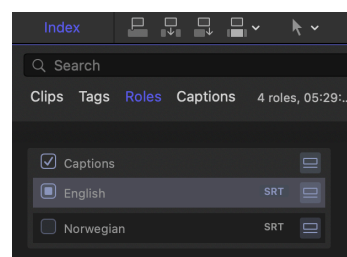 Index
Search
Clips Tags Roles Captions 4 roles, 05:29:..
Captions
English SRT
Norwegian SRT